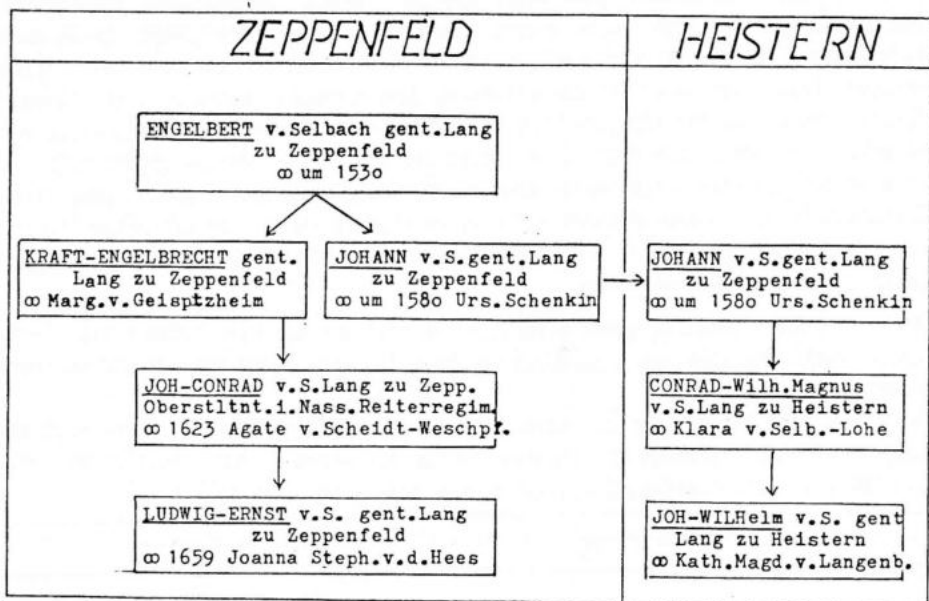 ZEPPENFELD
ENGELBERT v.Selbach gent.Lang
zu Zeppenfeld
∞ um 153o
KRAFT-ENGELBRECHT gent.
Lang zu Zeppenfeld
∞ Marg.v.Geisptzheim
JOHANN v.S.gent.Lang
zu Zeppenfeld
∞ um 158o Urs.Schenkin
JOH-CONRAD v.S.Lang zu Zepp.
Oberstltnt.i.Nass.Reiterregim.
∞ 1623 Agate v.Scheidt-Weschpf.
LUDWIG-ERNST v.S. gent.Lang
zu Zeppenfeld
∞ 1659 Joanna Steph.v.d.Hees
HEISTERN
JOHANN v.S.gent.Lang
zu Zeppenfeld
∞ um 158o Urs.Schenkin
CONRAD-Wilh.Magnus
v.S.Lang zu Heistern
∞ Klara v.Selb.-Lohe
JOH-WILHelm v.S. gent
Lang zu Heistern
∞ Kath.Magd.v.Langenb.